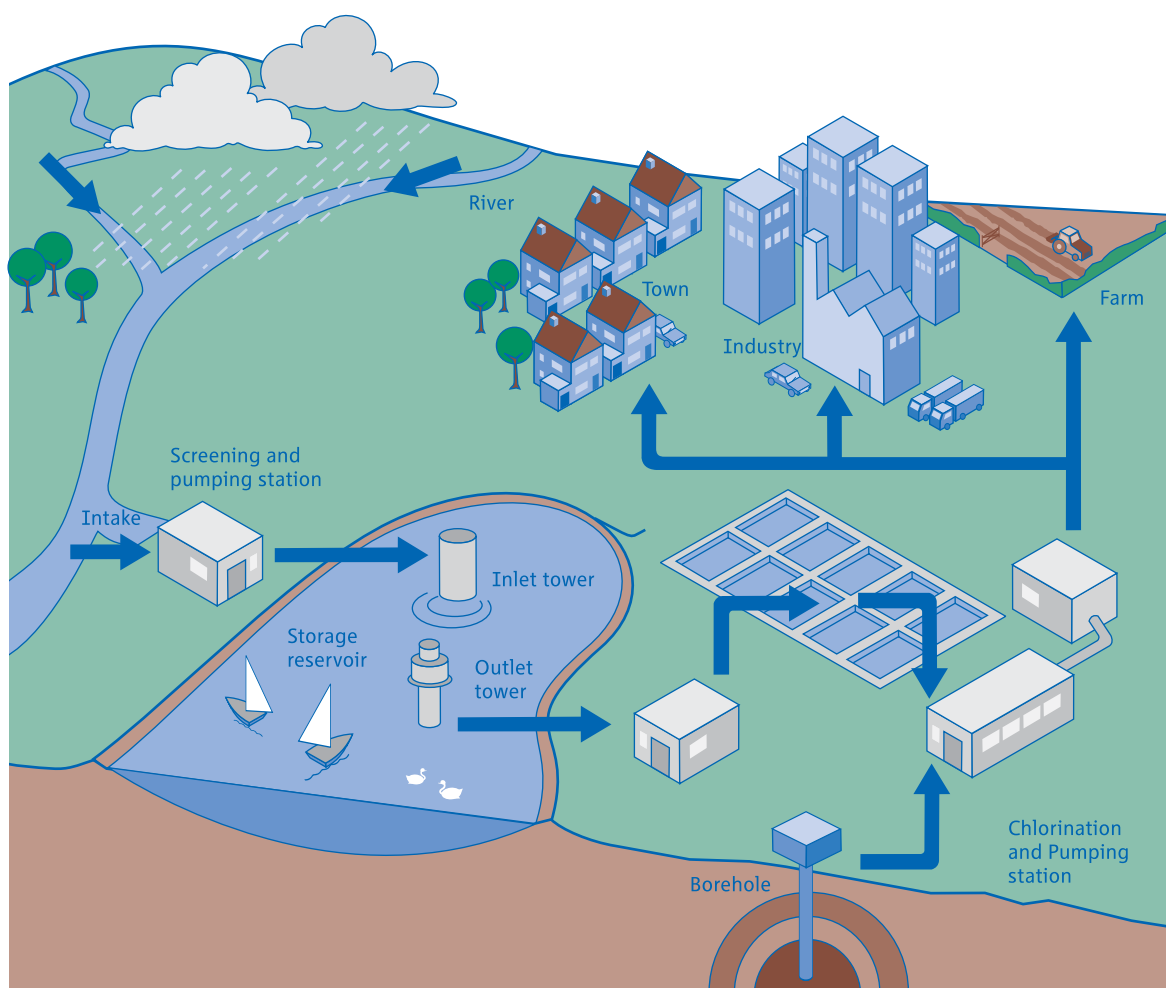 River
Town
Farm
Industry
Screening and
pumping station
Intake
Inlet tower
Storage
reservoir
Outlet
tower
Chlorination
and Pumping
station
Borehole